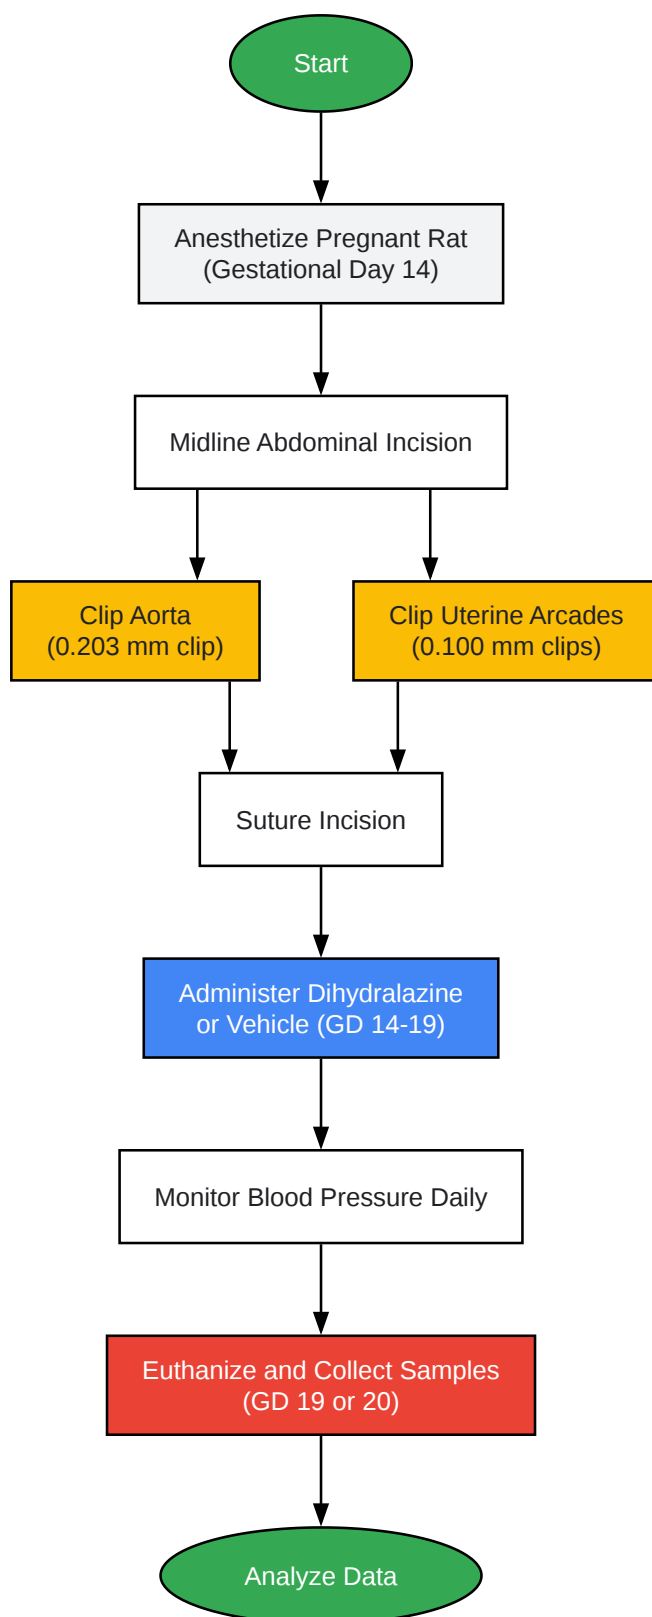 Start
Anesthetize Pregnant Rat
(Gestational Day 14)
Midline Abdominal Incision
Clip Aorta
(0.203 mm clip)
Clip Uterine Arcades
(0.100 mm clips)
Suture Incision
Administer Dihydralazine
or Vehicle (GD 14-19)
Monitor Blood Pressure Daily
Euthanize and Collect Samples
(GD 19 or 20)
Analyze Data